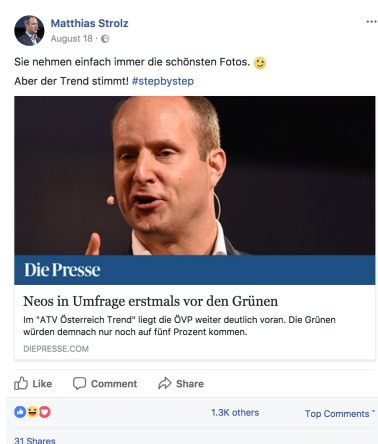 Matthias Strolz
August 18 ·
Sie nehmen einfach immer die schönsten Fotos.
Aber der Trend stimmt! #stepbystep
Die Presse
Neos in Umfrage erstmals vor den Grünen
Im "ATV Österreich Trend" liegt die ÖVP weiter deutlich voran. Die Grünen
würden demnach nur noch auf fünf Prozent kommen.
DIEPRESSE.COM
Like Comment Share
1.3K others Top Comments
31 Shares